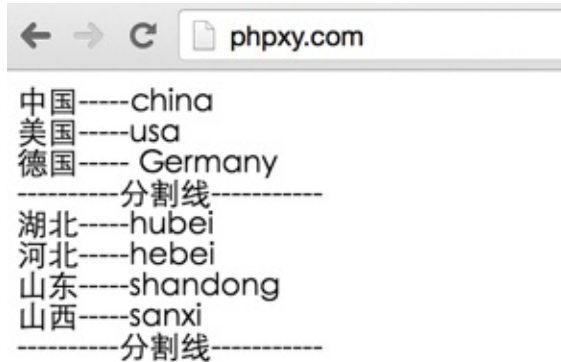 phpxy.com
中国-----china
美国-----usa
德国----- Germany
----------分割线-----------
湖北-----hubei
河北-----hebei
山东-----shandong
山西-----sanxi
----------分割线-----------